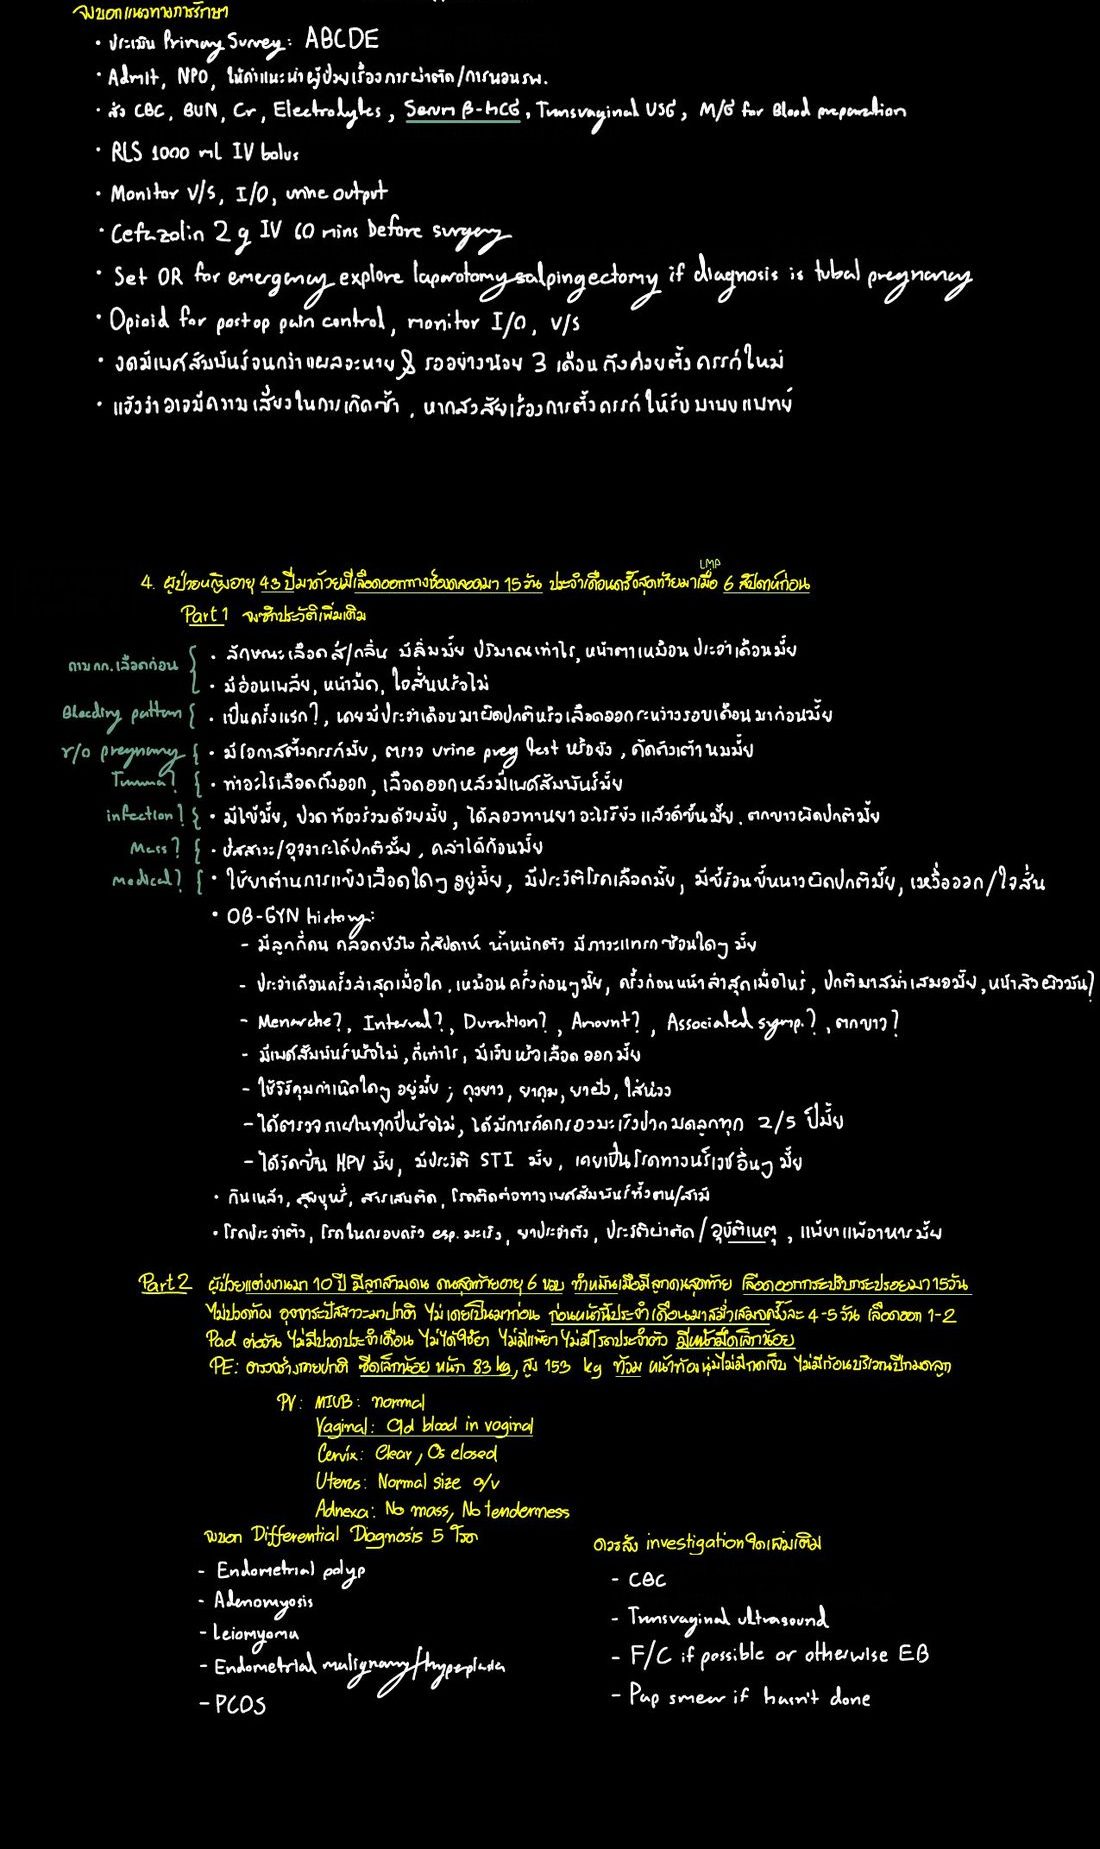 จงบอกแนวทางการรักษา
• ประเมิน Primary Survey: ABCDE
• Admit, NPO, ให้คำแนะนำผู้ป่วยเรื่องการผ่าตัด/การนอนรพ.
• ส่ง CBC, BUN, Cr, Electrolytes, Serum β-hCG, Transvaginal USG, M/G for Blood preparation
• RLS 1000 ml IV bolus
• Monitor V/S, I/O, urine output
• Cefazolin 2 g IV 60 mins before surgery
• Set OR for emergency explore laparotomy salpingectomy if diagnosis is tubal pregnancy
• Opioid for postop pain control, monitor I/O, V/S
• งดมีเพศสัมพันธ์จนกว่าแผลจะหาย & รออย่างน้อย 3 เดือน ถึงค่อยตั้งครรภ์ใหม่
• แจ้งว่าอาจมีความเสี่ยงในการเกิดซ้ำ, หากสงสัยเรื่องการตั้งครรภ์ให้รีบมาพบแพทย์
LMP
4. ผู้ป่วยหญิงอายุ 43 ปีมาด้วยมีเลือดออกทางช่องคลอดมา 15 วัน ประจำเดือนครั้งสุดท้ายมาเมื่อ 6 สัปดาห์ก่อน
Part 1 จงซักประวัติเพิ่มเติม
ถามกก.เลือดก่อน { • ลักษณะเลือด สี/กลิ่น มีลิ่มมั้ย ปริมาณเท่าไร, หน้าตาเหมือนประจำเดือนมั้ย
• มีอ่อนเพลีย, หน้ามืด, ใจสั่นหรือไม่
Bleeding pattern { • เป็นครั้งแรก?, เคยมีประจำเดือนมาผิดปกติหรือเลือดออกระหว่างรอบเดือนมาก่อนมั้ย
r/o pregnancy { • มีโอกาสตั้งครรภ์มั้ย, ตรวจ urine preg test หรือยัง, คัดตึงเต้านมมั้ย
Trauma? { • ทำอะไรเลือดถึงออก, เลือดออกหลังมีเพศสัมพันธ์มั้ย
infection? { • มีไข้มั้ย, ปวดท้องร่วมด้วยมั้ย, ได้ลองทานยาอะไรรึยัง แล้วดีขึ้นมั้ย, ตกขาวผิดปกติมั้ย
Mass? { • ปัสสาวะ/อุจจาระได้ปกติมั้ย, คลำได้ก้อนมั้ย
medical? { • ใช้ยาต้านการแข็งเลือดใดๆ อยู่มั้ย, มีประวัติโรคเลือดมั้ย, มีขี้ร้อนขี้หนาวผิดปกติมั้ย, เหงื่อออก/ใจสั่น
• OB-GYN history:
- มีลูกกี่คน คลอดยังไง กี่สัปดาห์ น้ำหนักตัว มีภาวะแทรกซ้อนใดๆ มั้ย
- ประจำเดือนครั้งล่าสุดเมื่อใด, เหมือนครั้งก่อนๆมั้ย, ครั้งก่อนหน้าล่าสุดเมื่อไหร่, ปกติมาสม่ำเสมอมั้ย, หน้าสิวผิวมัน?
- Menarche?, Interval?, Duration?, Amount?, Associated symp.?, ตกขาว?
- มีเพศสัมพันธ์หรือไม่, ถี่เท่าไร, มีเจ็บหรือเลือดออกมั้ย
- ใช้วิธีคุมกำเนิดใดๆ อยู่มั้ย; ถุงยาง, ยาคุม, ยาฝัง, ใส่ห่วง
- ได้ตรวจภายในทุกปีหรือไม่, ได้มีการคัดกรองมะเร็งปากมดลูกทุก 2/5 ปีมั้ย
- ได้วัคซีน HPV มั้ย, มีประวัติ STI มั้ย, เคยเป็นโรคทางนรีเวชอื่นๆ มั้ย
• กินเหล้า, สูบบุหรี่, สารเสพติด, โรคติดต่อทางเพศสัมพันธ์ทั้งตน/สามี
• โรคประจำตัว, โรคในครอบครัว esp. มะเร็ง, ยาประจำตัว, ประวัติผ่าตัด/อุบัติเหตุ, แพ้ยาแพ้อาหารมั้ย
Part 2 ผู้ป่วยแต่งงานมา 10 ปี มีลูกสามคน คนสุดท้ายอายุ 6 ขวบ ทำหมันเมื่อมีลูกคนสุดท้าย เลือดออกกระปริบกระปรอยมา 15 วัน
ไม่ปวดท้อง อุจจาระปัสสาวะมาปกติ ไม่เคยเป็นมาก่อน ก่อนหน้านี้ประจำเดือนมาสม่ำเสมอครั้งละ 4-5 วัน เลือดออก 1-2
Pad ต่อวัน ไม่มีปวดประจำเดือน ไม่ได้ใช้ยา ไม่มีแพ้ยา ไม่มีโรคประจำตัว มีหน้ามืดเล็กน้อย
PE: ตรวจร่างกายปกติ ซีดเล็กน้อย หนัก 83 kg, สูง 153 kg ท้วม หน้าท้องนุ่มไม่มีกดเจ็บ ไม่มีก้อนบริเวณปีกมดลูก
PV: MIUB: normal
Vaginal: Old blood in vaginal
Cervix: Clear, Os closed
Uterus: Normal size a/v
Adnexa: No mass, No tenderness
จงบอก Differential Diagnosis 5 โรค
- Endometrial polyp
- Adenomyosis
- Leiomyoma
- Endometrial malignancy/hyperplasia
- PCOS
ควรส่ง investigation ใดเพิ่มเติม
- CBC
- Transvaginal ultrasound
- F/C if possible or otherwise EB
- Pap smear if hasn't done